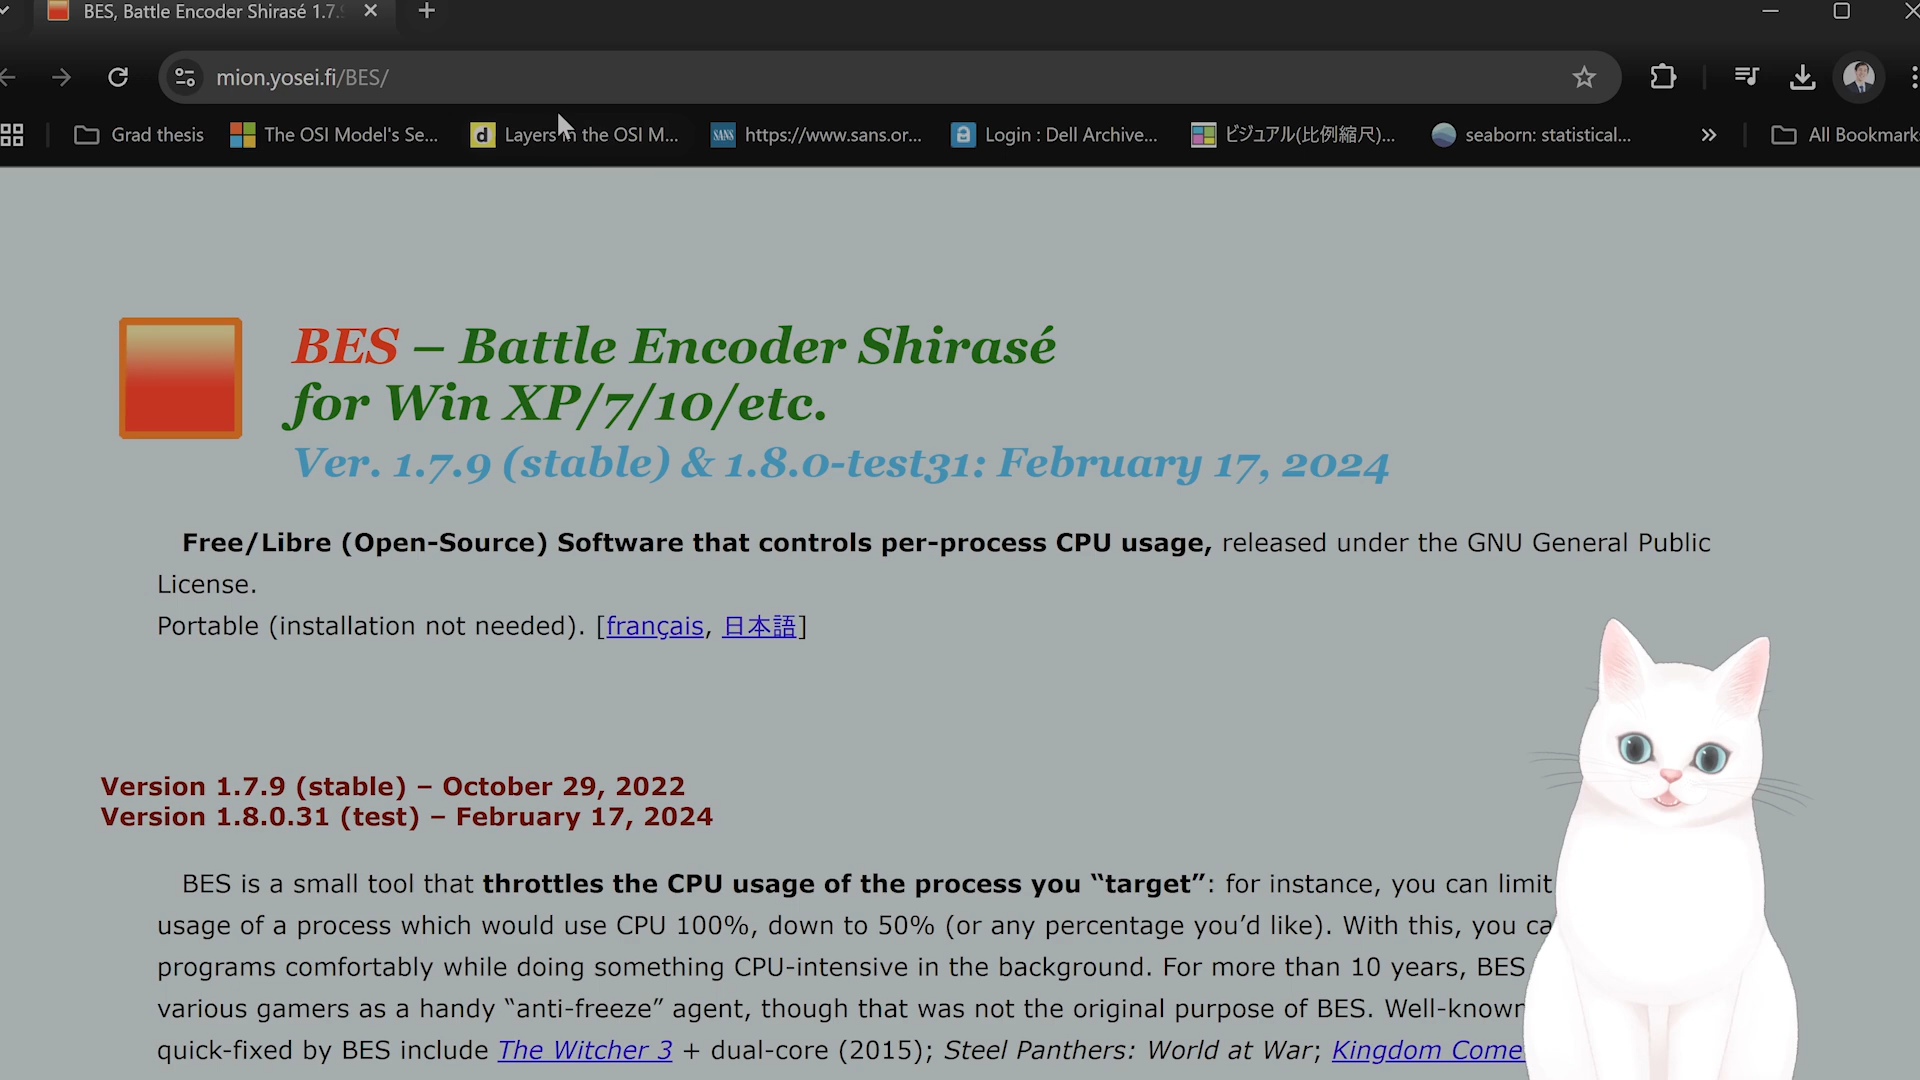 BES, Battle Encoder Shirasé 1.7.
mion.yosei.fi/BES/
Grad thesis
The OSI Model's Se...
d
Layers in the OSI M...
SANS
https://www.sans.or...
Login : Dell Archive...
ビジュアル(比例縮尺)...
seaborn: statistical...
All Bookmark
BES – Battle Encoder Shirasé
for Win XP/7/10/etc.
Ver. 1.7.9 (stable) & 1.8.0-test31: February 17, 2024
Free/Libre (Open-Source) Software that controls per-process CPU usage, released under the GNU General Public
License.
Portable (installation not needed). [français, 日本語]
Version 1.7.9 (stable) – October 29, 2022
Version 1.8.0.31 (test) – February 17, 2024
BES is a small tool that throttles the CPU usage of the process you “target”: for instance, you can limit
usage of a process which would use CPU 100%, down to 50% (or any percentage you’d like). With this, you ca
programs comfortably while doing something CPU-intensive in the background. For more than 10 years, BES
various gamers as a handy “anti-freeze” agent, though that was not the original purpose of BES. Well-known
quick-fixed by BES include The Witcher 3 + dual-core (2015); Steel Panthers: World at War; Kingdom Come